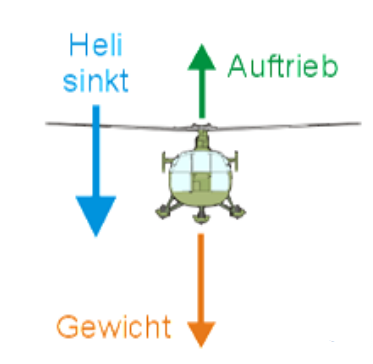 Heli
sinkt
Auftrieb
Gewicht